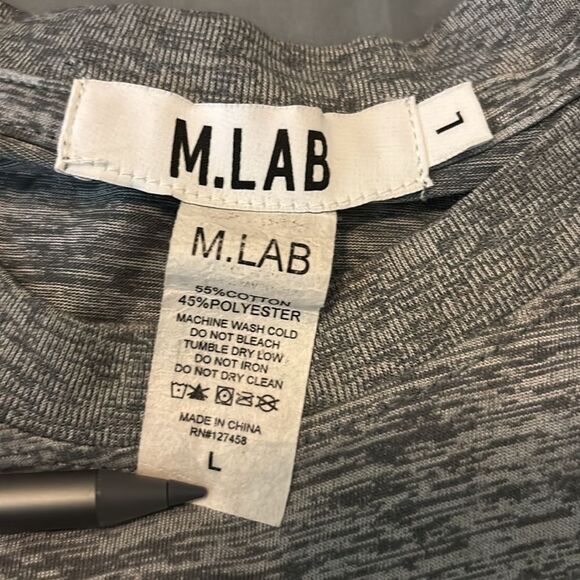 M.LAB
L
M.LAB
55%COTTON
45%POLYESTER
MACHINE WASH COLD
DO NOT BLEACH
TUMBLE DRY LOW
DO NOT IRON
DO NOT DRY CLEAN
MADE IN CHINA
RN#127458
L